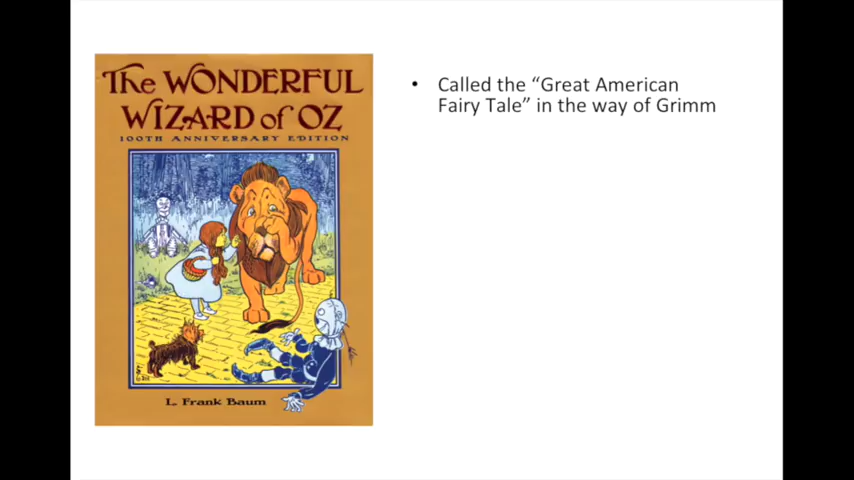 The WONDERFUL
WIZARD of OZ
100TH ANNIVERSARY EDITION
L. Frank Baum
• Called the “Great American
Fairy Tale” in the way of Grimm